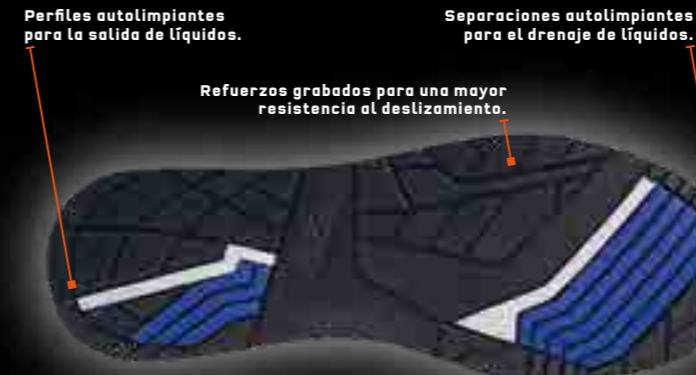 Perfiles autolimpiantes
para la salida de líquidos.
Separaciones autolimpiantes
para el drenaje de líquidos.
Refuerzos grabados para una mayor
resistencia al deslizamiento.